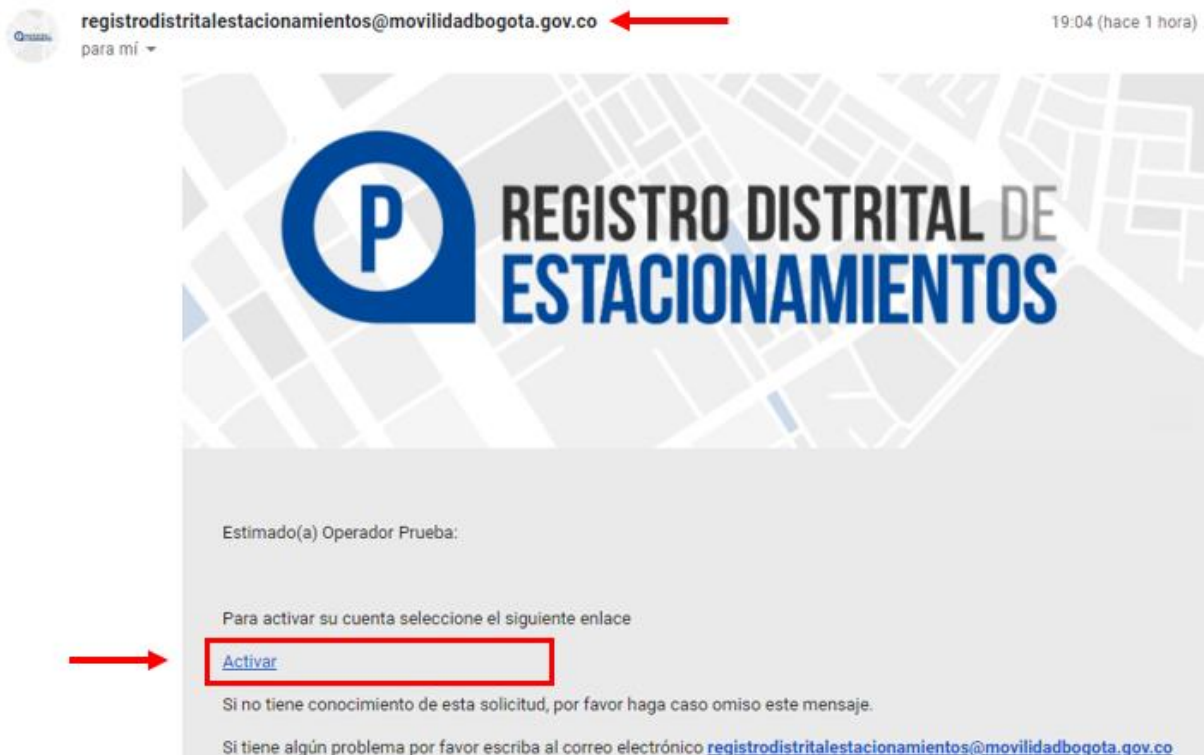 registrodistritalestacionamientos@movilidadbogota.gov.co
19:04 (hace 1 hora)
para mí
P
REGISTRO DISTRITAL DE
ESTACIONAMIENTOS
Estimado(a) Operador Prueba:
Para activar su cuenta seleccione el siguiente enlace
Activar
Si no tiene conocimiento de esta solicitud, por favor haga caso omiso este mensaje.
Si tiene algún problema por favor escriba al correo electrónico registrodistritalestacionamientos@movilidadbogota.gov.co